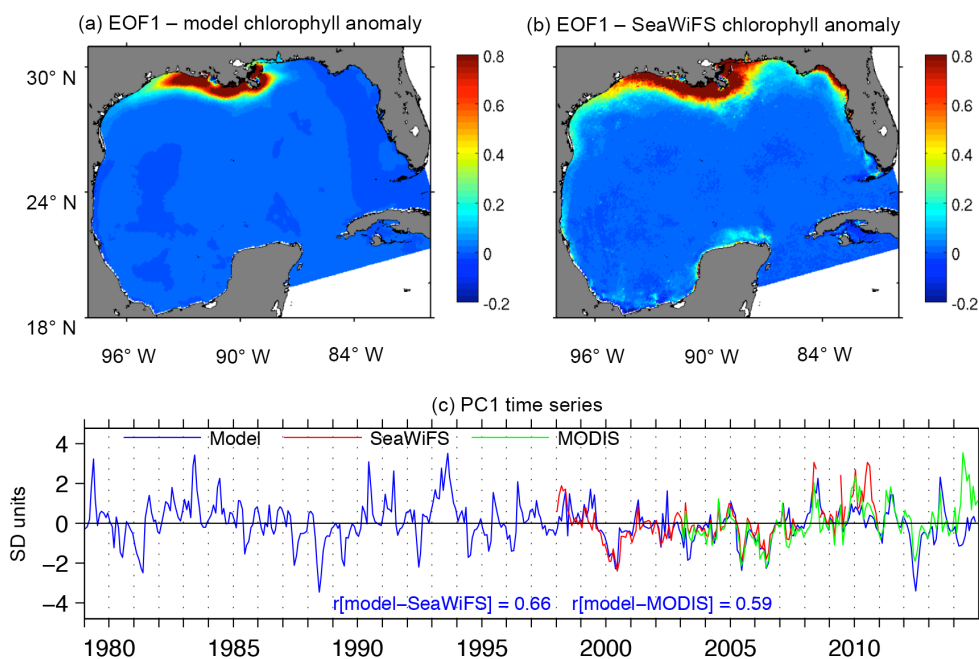 (a) EOF1 – model chlorophyll anomaly
(b) EOF1 – SeaWiFS chlorophyll anomaly
30° N
24° N
18° N
96° W
90° W
84° W
0.8
0.6
0.4
0.2
0
-0.2
96° W
90° W
84° W
0.8
0.6
0.4
0.2
0
-0.2
(c) PC1 time series
Model
SeaWiFS
MODIS
SD units
4
2
0
−2
−4
r[model−SeaWiFS] = 0.66
r[model−MODIS] = 0.59
1980
1985
1990
1995
2000
2005
2010